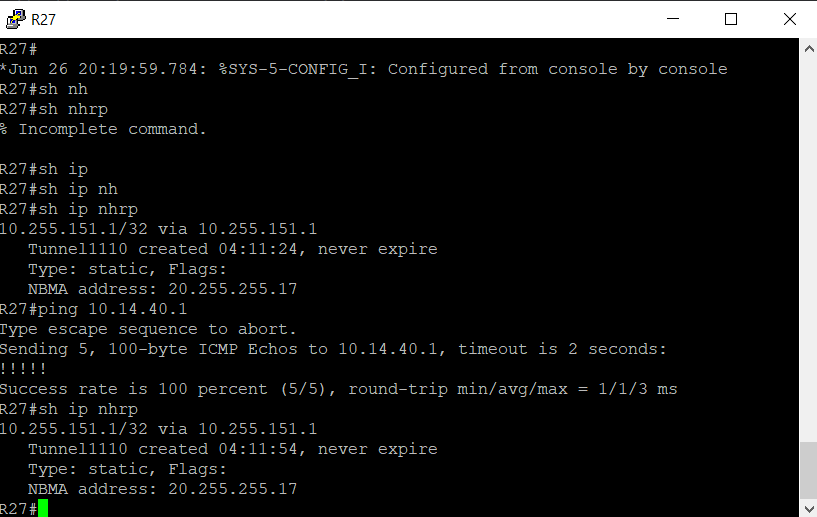 R27
R27#
*Jun 26 20:19:59.784: %SYS-5-CONFIG_I: Configured from console by console
R27#sh nh
R27#sh nhrp
% Incomplete command.

R27#sh ip
R27#sh ip nh
R27#sh ip nhrp
10.255.151.1/32 via 10.255.151.1
   Tunnel1110 created 04:11:24, never expire
   Type: static, Flags:
   NBMA address: 20.255.255.17
R27#ping 10.14.40.1
Type escape sequence to abort.
Sending 5, 100-byte ICMP Echos to 10.14.40.1, timeout is 2 seconds:
!!!!!
Success rate is 100 percent (5/5), round-trip min/avg/max = 1/1/3 ms
R27#sh ip nhrp
10.255.151.1/32 via 10.255.151.1
   Tunnel1110 created 04:11:54, never expire
   Type: static, Flags:
   NBMA address: 20.255.255.17
R27#